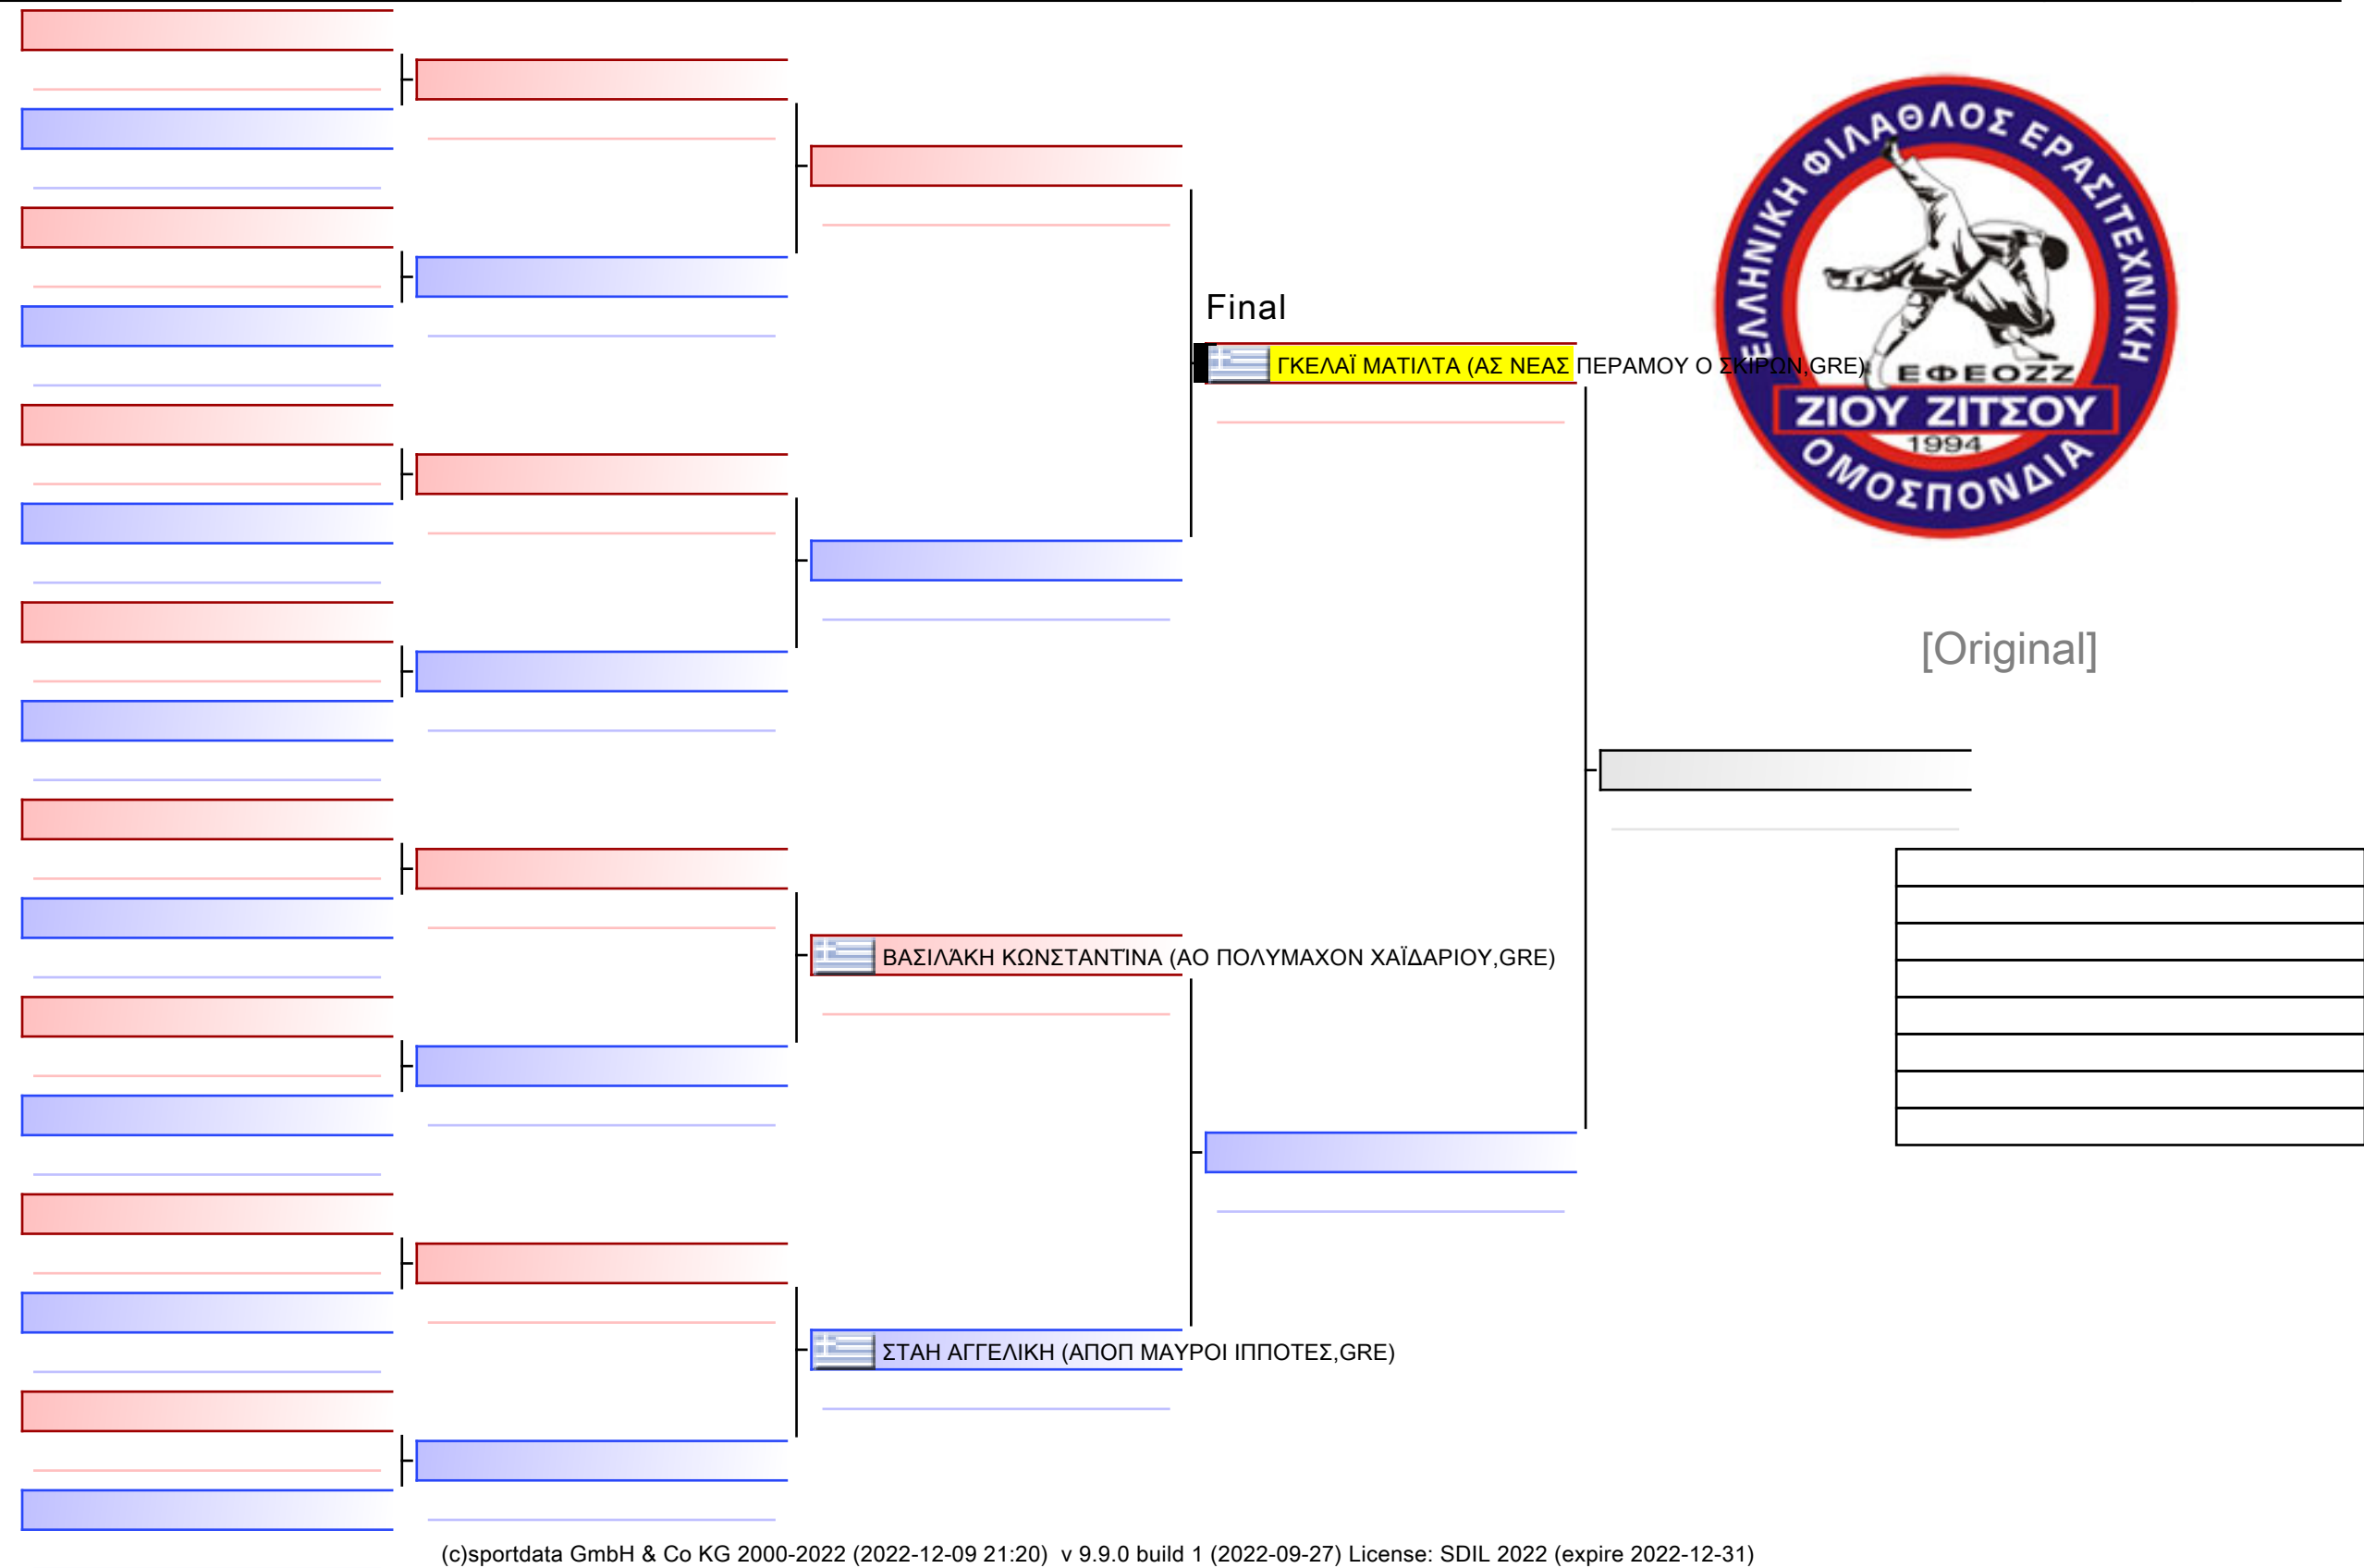 ΕΛΛΗΝΙΚΗ ΦΙΛΑΘΛΟΣ ΕΡΑΣΙΤΕΧΝΙΚΗ
Final
ΓΚΕΛΑΪ ΜΑΤΙΛΤΑ (ΑΣ ΝΕΑΣ ΠΕΡΑΜΟΥ Ο ΣΚΙΡΩΝ,GRE)
ΕΦΕΟΖΖ
ΖΙΟΥ ΖΙΤΣΟΥ
1994
ΟΜΟΣΠΟΝΔΙΑ
[Original]
ΒΑΣΙΛΆΚΗ ΚΩΝΣΤΑΝΤΊΝΑ (ΑΟ ΠΟΛΥΜΑΧΟΝ ΧΑΪΔΑΡΙΟΥ,GRE)
ΣΤΑΗ ΑΓΓΕΛΙΚΗ (ΑΠΟΠ ΜΑΥΡΟΙ ΙΠΠΟΤΕΣ,GRE)
(c)sportdata GmbH & Co KG 2000-2022 (2022-12-09 21:20) v 9.9.0 build 1 (2022-09-27) License: SDIL 2022 (expire 2022-12-31)